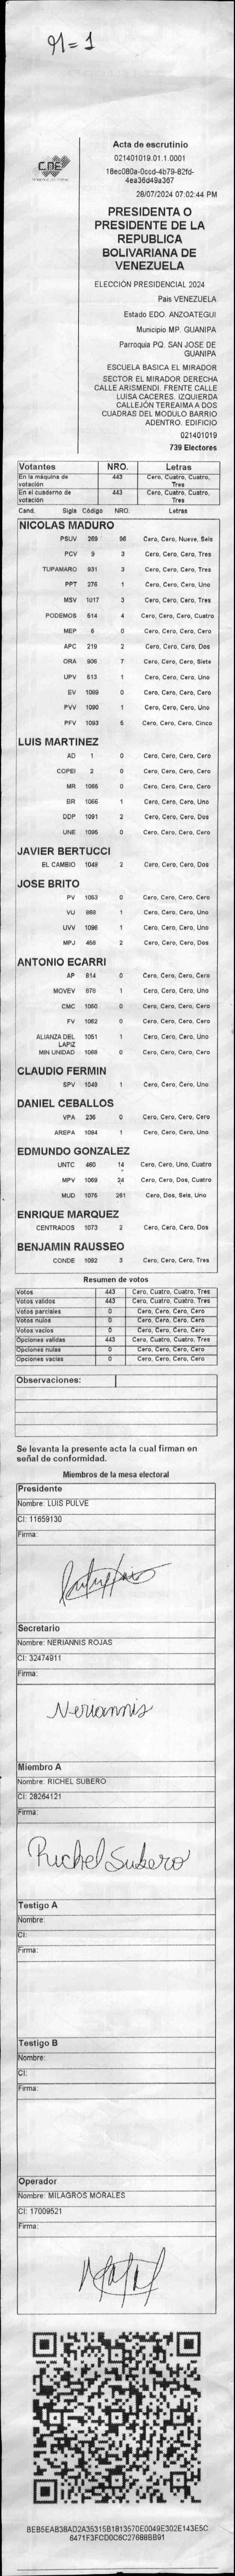 91=1
CNE
Acta de escrutinio
021401019.01.1.0001
18ec080a-0ccd-4b79-82fd-
4ea36d49a367
28/07/2024 07:02:44 PM
PRESIDENTA O
PRESIDENTE DE LA
REPUBLICA
BOLIVARIANA DE
VENEZUELA
ELECCIÓN PRESIDENCIAL 2024
Pais VENEZUELA
Estado EDO. ANZOATEGUI
Municipio MP. GUANIPA
Parroquia PQ. SAN JOSE DE
GUANIPA
ESCUELA BASICA EL MIRADOR
SECTOR EL MIRADOR DERECHA
CALLE ARISMENDI. FRENTE CALLE
LUISA CACERES. IZQUIERDA
CALLEJÓN TEREAIMA A DOS
CUADRAS DEL MODULO BARRIO
ADENTRO. EDIFICIO
021401019
739 Electores
Votantes NRO. Letras
En la máquina de votación 443 Cero, Cuatro, Cuatro, Tres
En el cuaderno de votación 443 Cero, Cuatro, Cuatro, Tres
Cand. Sigla Código NRO. Letras
NICOLAS MADURO
PSUV 269 96 Cero, Cero, Nueve, Seis
PCV 9 3 Cero, Cero, Cero, Tres
TUPAMARO 931 3 Cero, Cero, Cero, Tres
PPT 276 1 Cero, Cero, Cero, Uno
MSV 1017 3 Cero, Cero, Cero, Tres
PODEMOS 514 4 Cero, Cero, Cero, Cuatro
MEP 6 0 Cero, Cero, Cero, Cero
APC 219 2 Cero, Cero, Cero, Dos
ORA 906 7 Cero, Cero, Cero, Siete
UPV 513 1 Cero, Cero, Cero, Uno
EV 1089 0 Cero, Cero, Cero, Cero
PVV 1090 1 Cero, Cero, Cero, Uno
PFV 1093 5 Cero, Cero, Cero, Cinco
LUIS MARTINEZ
AD 1 0 Cero, Cero, Cero, Cero
COPEI 2 0 Cero, Cero, Cero, Cero
MR 1065 0 Cero, Cero, Cero, Cero
BR 1066 1 Cero, Cero, Cero, Uno
DDP 1091 2 Cero, Cero, Cero, Dos
UNE 1095 0 Cero, Cero, Cero, Cero
JAVIER BERTUCCI
EL CAMBIO 1048 2 Cero, Cero, Cero, Dos
JOSE BRITO
PV 1053 0 Cero, Cero, Cero, Cero
VU 868 1 Cero, Cero, Cero, Uno
UVV 1096 1 Cero, Cero, Cero, Uno
MPJ 458 2 Cero, Cero, Cero, Dos
ANTONIO ECARRI
AP 814 0 Cero, Cero, Cero, Cero
MOVEV 878 1 Cero, Cero, Cero, Uno
CMC 1050 0 Cero, Cero, Cero, Cero
FV 1062 0 Cero, Cero, Cero, Cero
ALIANZA DEL LAPIZ 1051 1 Cero, Cero, Cero, Uno
MIN UNIDAD 1068 0 Cero, Cero, Cero, Cero
CLAUDIO FERMIN
SPV 1049 1 Cero, Cero, Cero, Uno
DANIEL CEBALLOS
VPA 236 0 Cero, Cero, Cero, Cero
AREPA 1084 1 Cero, Cero, Cero, Uno
EDMUNDO GONZALEZ
UNTC 460 14 Cero, Cero, Uno, Cuatro
MPV 1069 24 Cero, Cero, Dos, Cuatro
MUD 1076 261 Cero, Dos, Seis, Uno
ENRIQUE MARQUEZ
CENTRADOS 1073 2 Cero, Cero, Cero, Dos
BENJAMIN RAUSSEO
CONDE 1092 3 Cero, Cero, Cero, Tres
Resumen de votos
Votos 443 Cero, Cuatro, Cuatro, Tres
Votos validos 443 Cero, Cuatro, Cuatro, Tres
Votos parciales 0 Cero, Cero, Cero, Cero
Votos nulos 0 Cero, Cero, Cero, Cero
Votos vacios 0 Cero, Cero, Cero, Cero
Opciones validas 443 Cero, Cuatro, Cuatro, Tres
Opciones nulas 0 Cero, Cero, Cero, Cero
Opciones vacias 0 Cero, Cero, Cero, Cero
Observaciones:
Se levanta la presente acta la cual firman en
señal de conformidad.
Miembros de la mesa electoral
Presidente
Nombre: LUIS PULVE
CI: 11659130
Firma:
Secretario
Nombre: NERIANNIS ROJAS
CI: 32474911
Firma:
Neriannis
Miembro A
Nombre: RICHEL SUBERO
CI: 28264121
Firma:
Richel Subero
Testigo A
Nombre:
CI:
Firma:
Testigo B
Nombre:
CI:
Firma:
Operador
Nombre: MILAGROS MORALES
CI: 17009521
Firma:
BEB5EAB38AD2A35315B1813570E0049E302E143E5C
6471F3FCD0C6C27688BB91